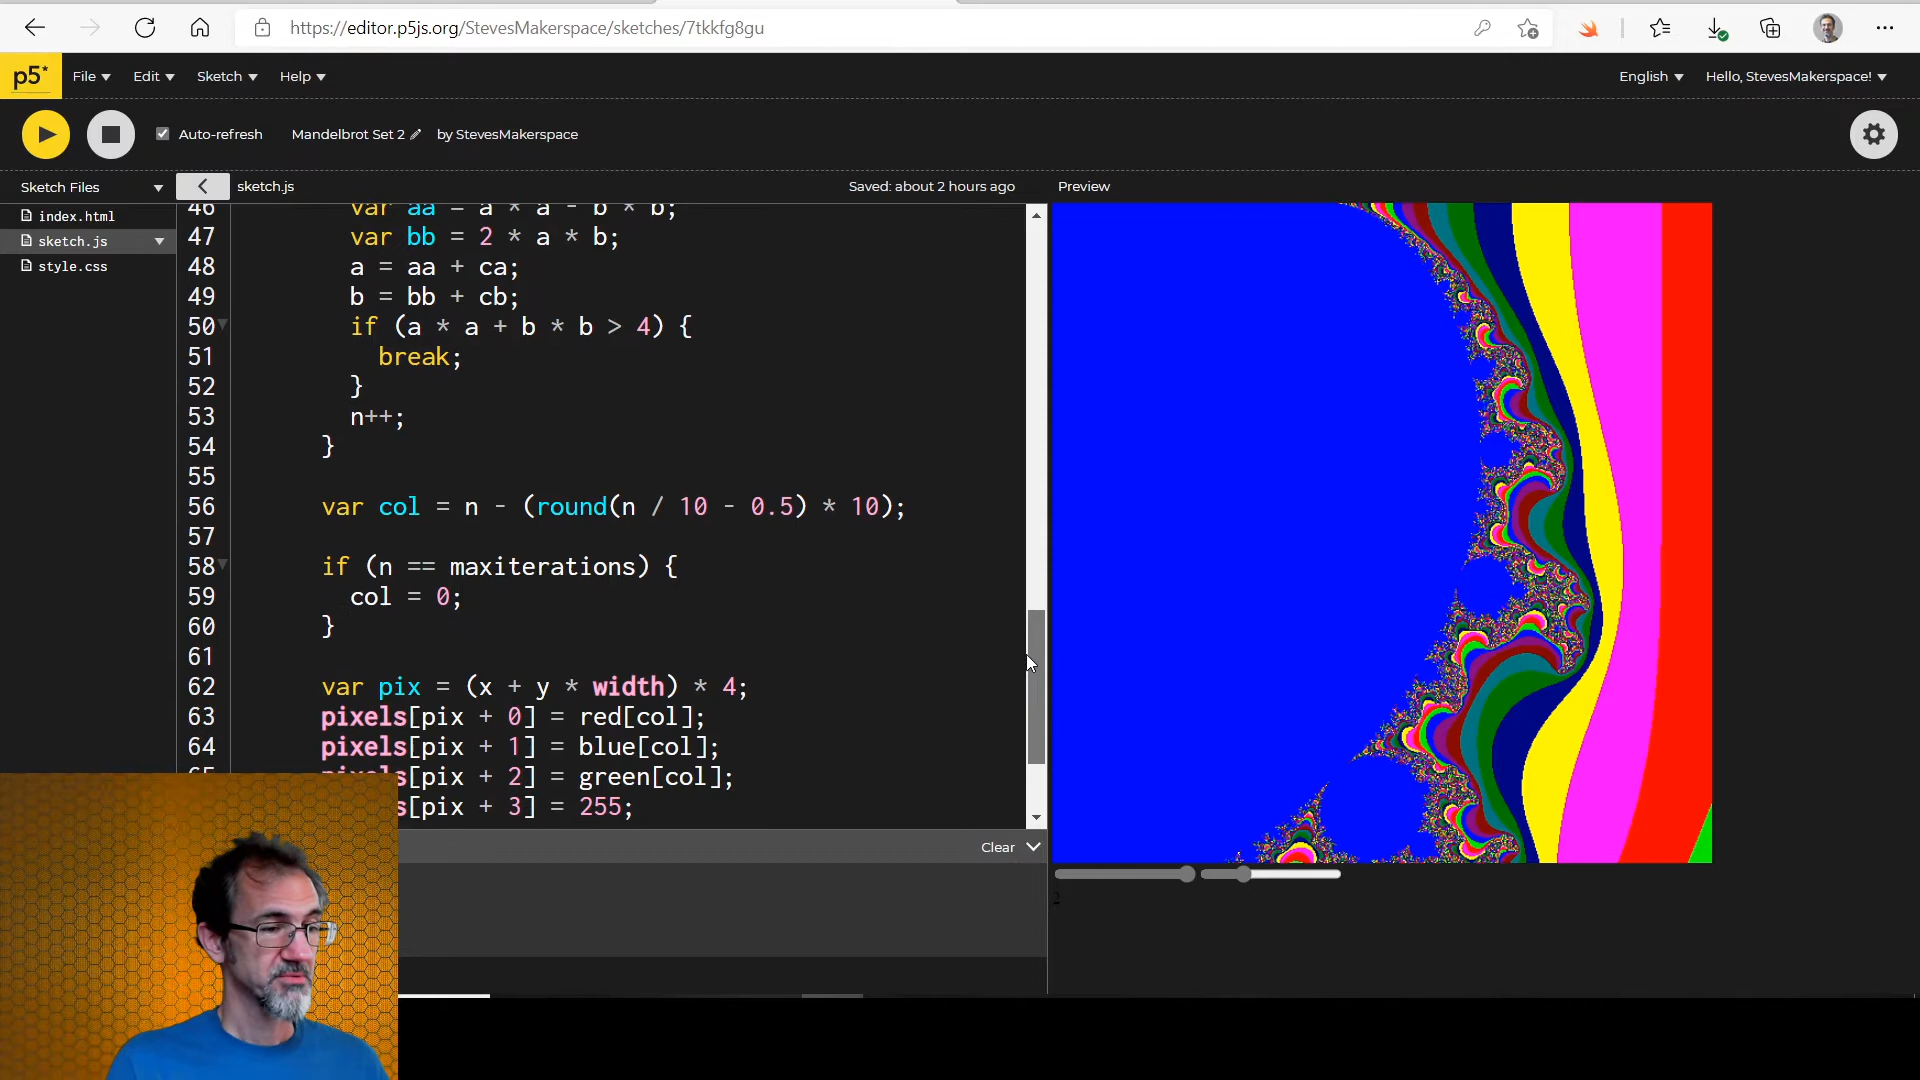 https://editor.p5js.org/StevesMakerspace/sketches/7tkkfg8gu
p5* File Edit Sketch Help English Hello, StevesMakerspace!
Auto-refresh Mandelbrot Set 2 by StevesMakerspace
Sketch Files sketch.js Saved: about 2 hours ago Preview
index.html
sketch.js
style.css
46 var aa = a * a - b * b;
47 var bb = 2 * a * b;
48 a = aa + ca;
49 b = bb + cb;
50 if (a * a + b * b > 4) {
51 break;
52 }
53 n++;
54 }
55
56 var col = n - (round(n / 10 - 0.5) * 10);
57
58 if (n == maxiterations) {
59 col = 0;
60 }
61
62 var pix = (x + y * width) * 4;
63 pixels[pix + 0] = red[col];
64 pixels[pix + 1] = blue[col];
s[pix + 2] = green[col];
s[pix + 3] = 255;
Clear
2